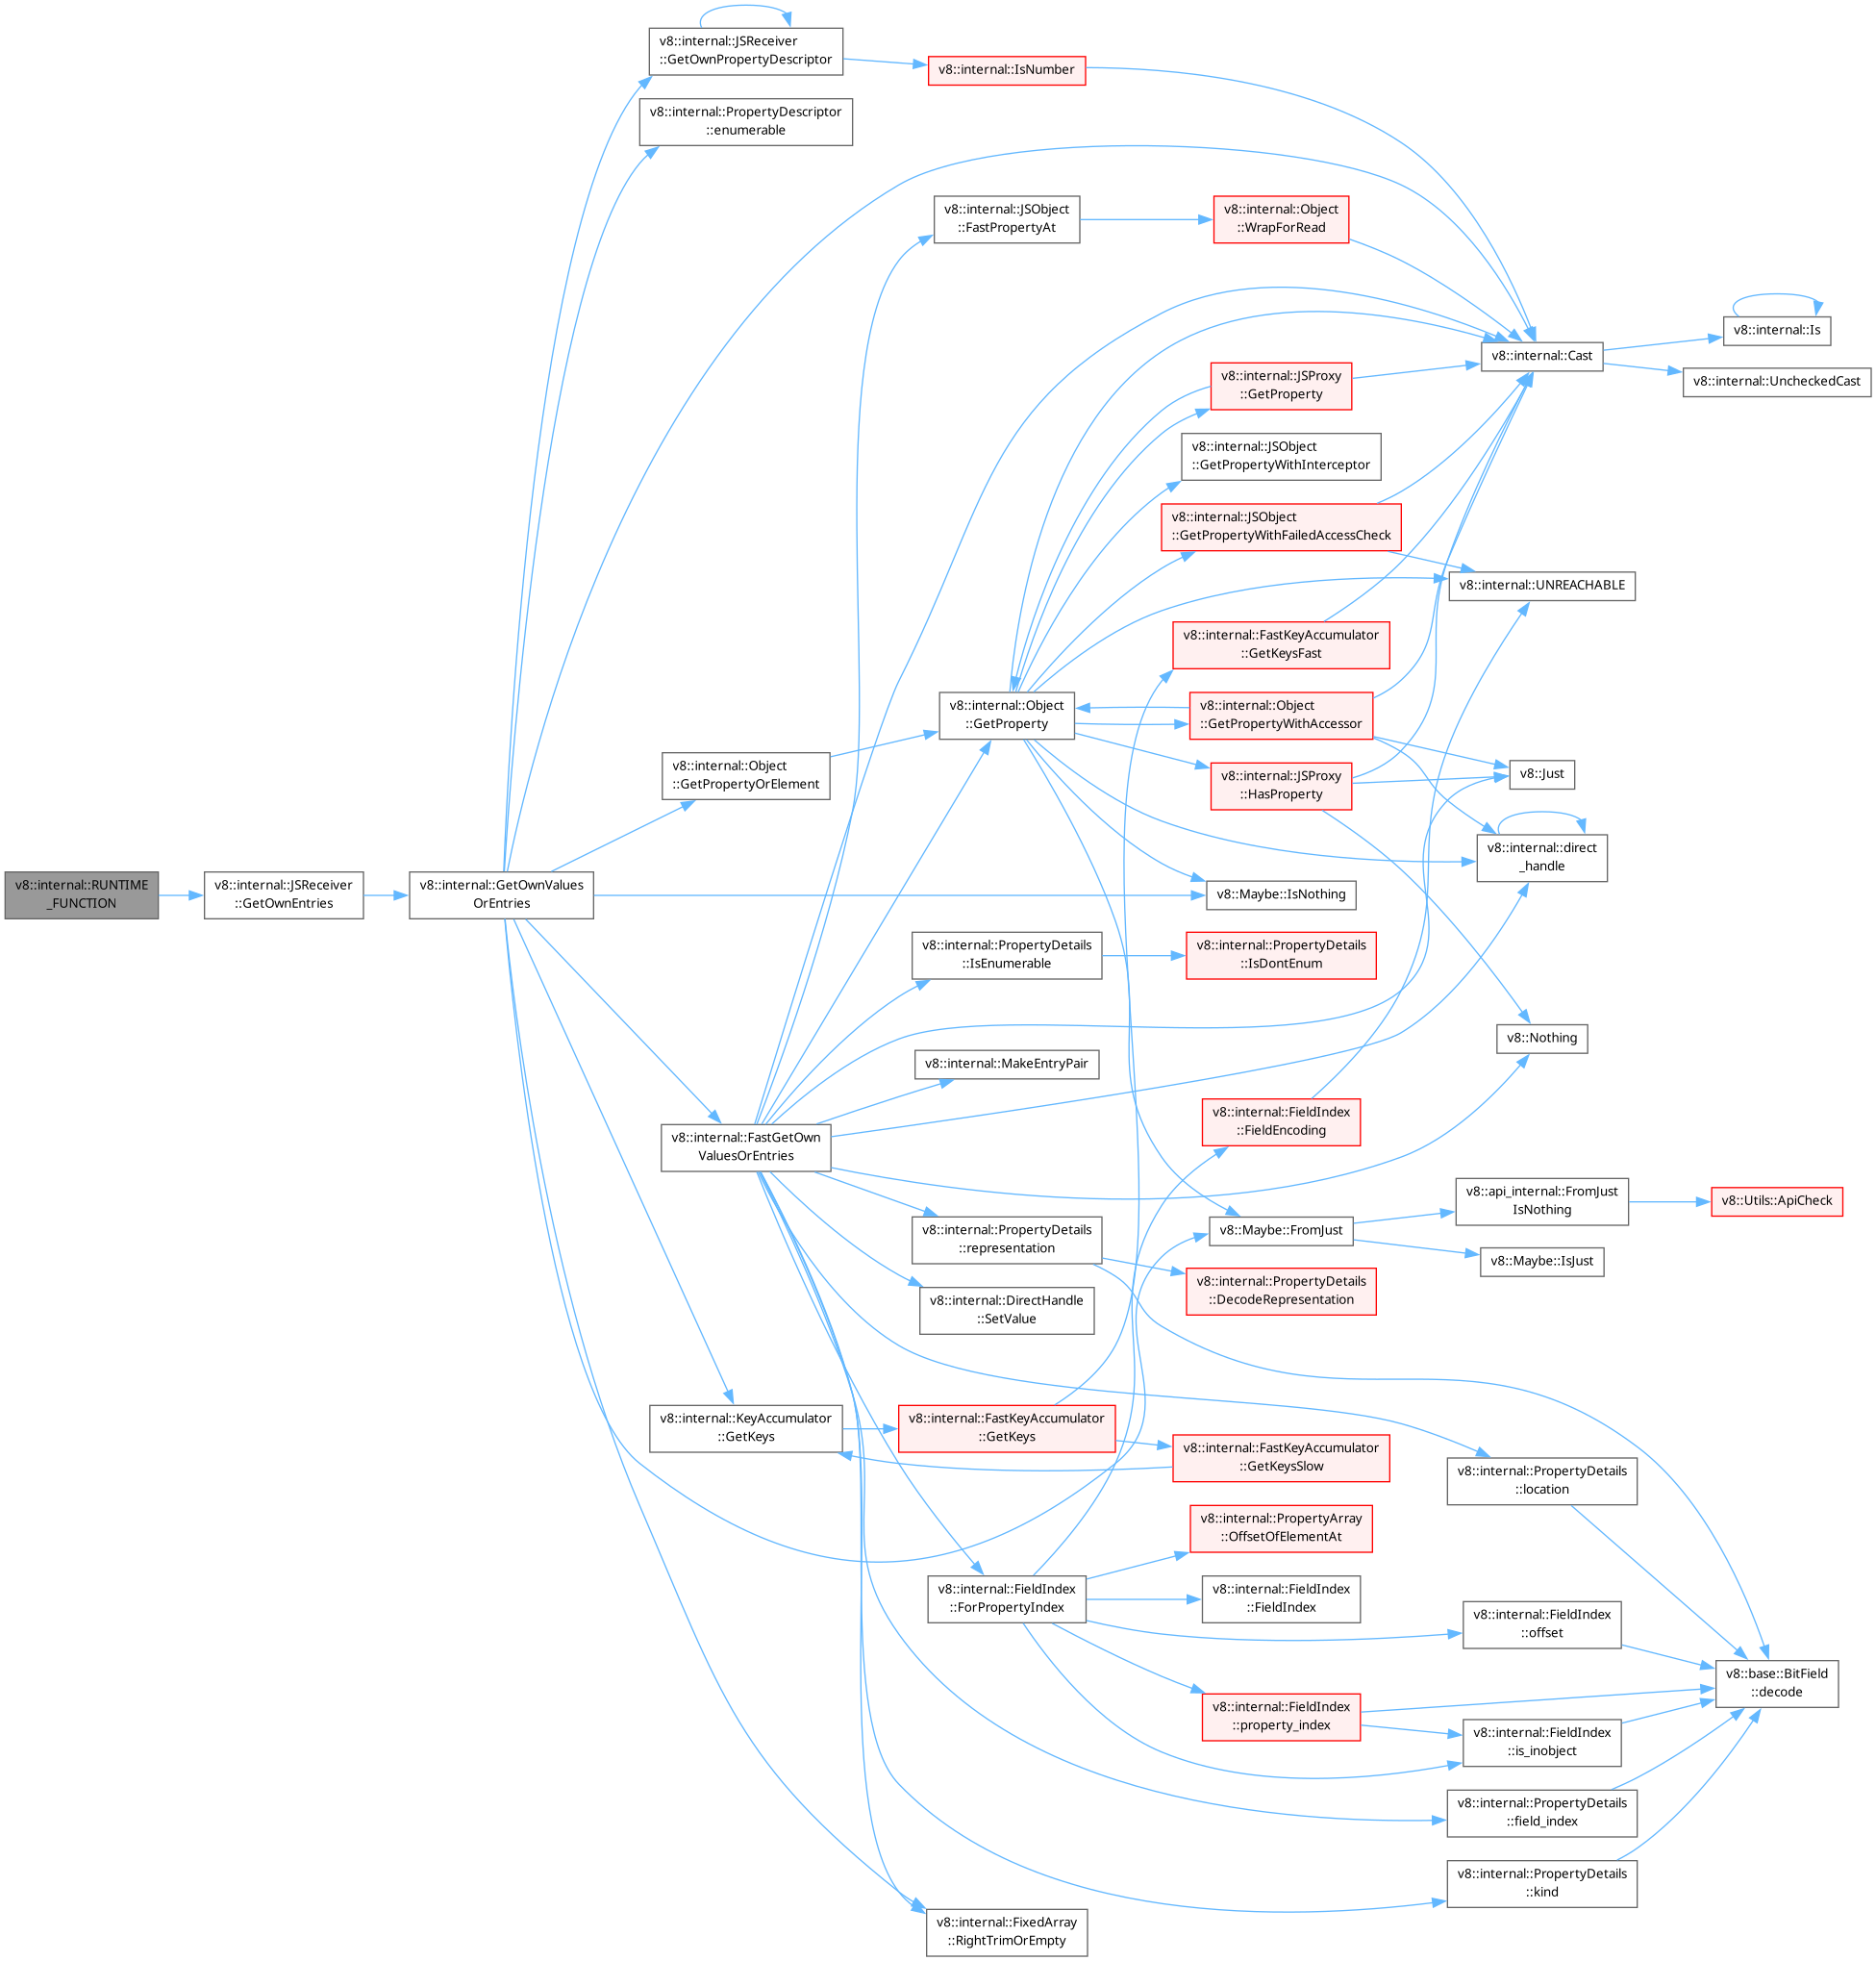 v8::internal::JSReceiver
::GetOwnPropertyDescriptor
v8::internal::IsNumber
v8::internal::PropertyDescriptor
::enumerable
v8::internal::JSObject
::FastPropertyAt
v8::internal::Object
::WrapForRead
v8::internal::Is
v8::internal::Cast
v8::internal::UncheckedCast
v8::internal::JSProxy
::GetProperty
v8::internal::JSObject
::GetPropertyWithInterceptor
v8::internal::JSObject
::GetPropertyWithFailedAccessCheck
v8::internal::UNREACHABLE
v8::internal::FastKeyAccumulator
::GetKeysFast
v8::internal::Object
::GetProperty
v8::internal::Object
::GetPropertyWithAccessor
v8::internal::Object
::GetPropertyOrElement
v8::internal::JSProxy
::HasProperty
v8::Just
v8::internal::direct
_handle
v8::internal::RUNTIME
_FUNCTION
v8::internal::JSReceiver
::GetOwnEntries
v8::internal::GetOwnValues
OrEntries
v8::Maybe::IsNothing
v8::internal::PropertyDetails
::IsEnumerable
v8::internal::PropertyDetails
::IsDontEnum
v8::Nothing
v8::internal::MakeEntryPair
v8::internal::FieldIndex
::FieldEncoding
v8::internal::FastGetOwn
ValuesOrEntries
v8::api_internal::FromJust
IsNothing
v8::Utils::ApiCheck
v8::internal::PropertyDetails
::representation
v8::Maybe::FromJust
v8::Maybe::IsJust
v8::internal::PropertyDetails
::DecodeRepresentation
v8::internal::DirectHandle
::SetValue
v8::internal::KeyAccumulator
::GetKeys
v8::internal::FastKeyAccumulator
::GetKeys
v8::internal::FastKeyAccumulator
::GetKeysSlow
v8::internal::PropertyDetails
::location
v8::internal::PropertyArray
::OffsetOfElementAt
v8::internal::FieldIndex
::ForPropertyIndex
v8::internal::FieldIndex
::FieldIndex
v8::internal::FieldIndex
::offset
v8::base::BitField
::decode
v8::internal::FieldIndex
::property_index
v8::internal::FieldIndex
::is_inobject
v8::internal::PropertyDetails
::field_index
v8::internal::PropertyDetails
::kind
v8::internal::FixedArray
::RightTrimOrEmpty